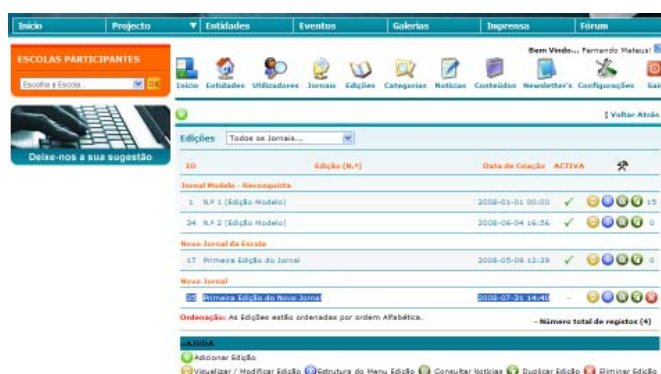 Início Projecto Entidades Eventos Galerias Imprensa Fórum
Bem Vindo... Fernando Mateus!
ESCOLAS PARTICIPANTES
Escolha a Escola... OK
Início Entidades Utilizadores Jornais Edições Categorias Notícias Conteúdos Newsletter's Configurações Sair
Deixe-nos a sua sugestão
[ Voltar Atrás
Edições Todos os Jornais...
ID Edição (N.º) Data de Criação ACTIVA
Jornal Modelo - Reconquista
1 N.º 1 (Edição Modelo) 2008-01-01 00:00 15
34 N.º 2 (Edição Modelo) 2008-06-04 16:56 0
Novo Jornal da Escola
17 Primeira Edição do Jornal 2008-05-09 12:39 0
Novo Jornal
35 Primeira Edição do Novo Jornal 2008-07-31 14:40 -
Ordenação: As Edições estão ordenadas por ordem Alfabética.
- Número total de registos (4)
AJUDA
Adicionar Edição
Visualizar / Modificar Edição Estrutura do Menu Edição Consultar Notícias Duplicar Edição Eliminar Edição